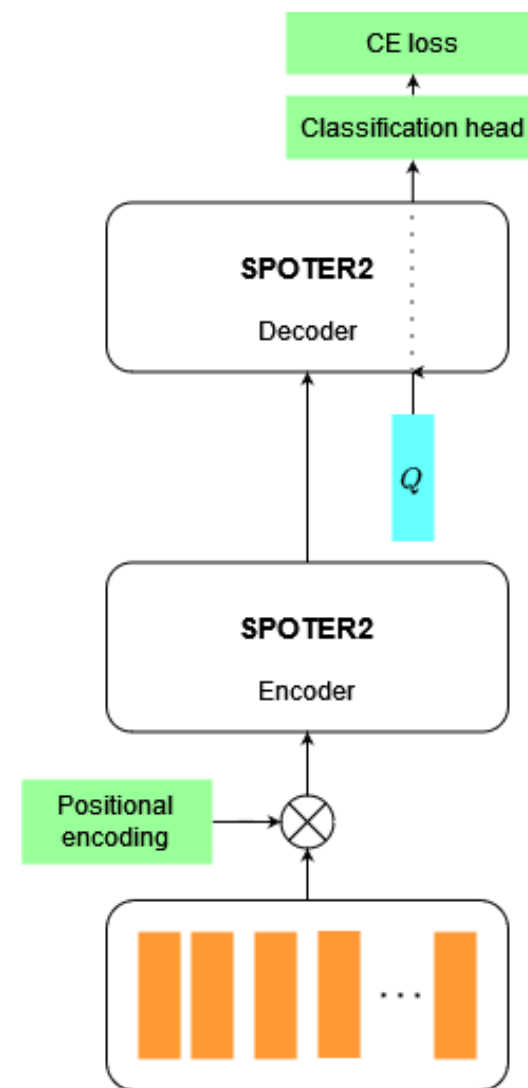 CE loss
Classification head
SPOTER2
Decoder
Q
SPOTER2
Encoder
Positional
encoding
...